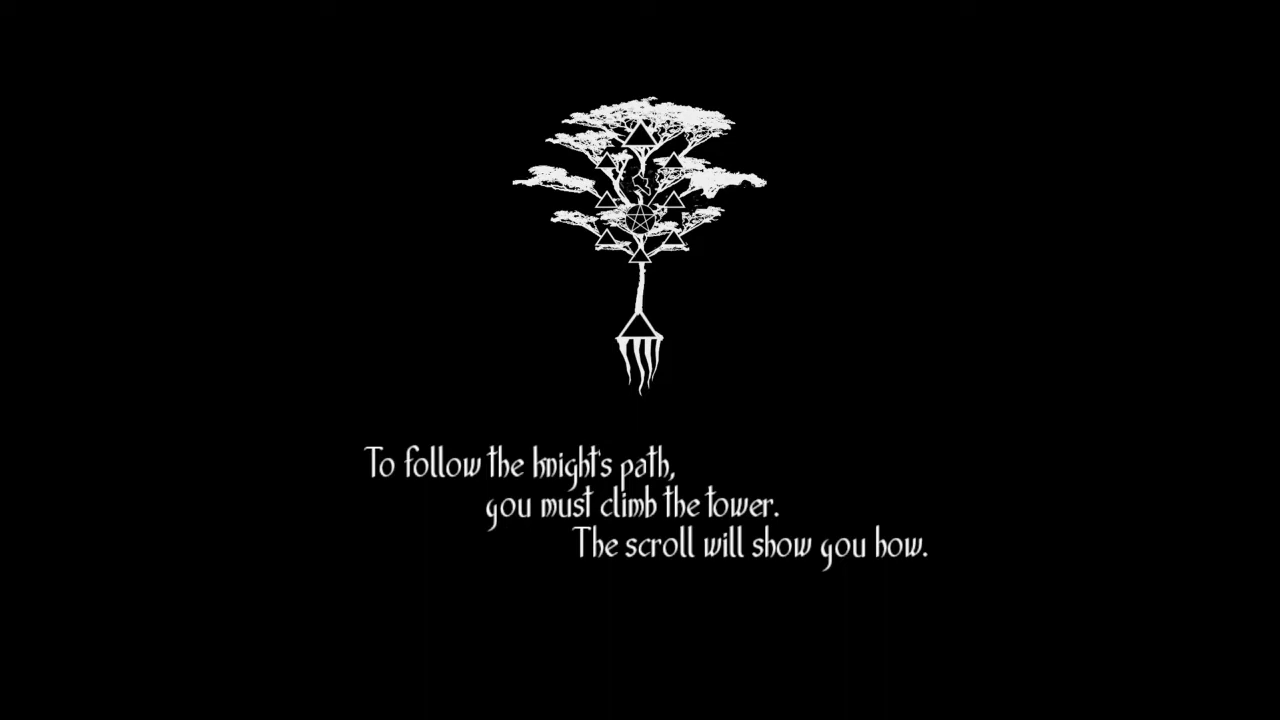 To follow the knight's path,
you must climb the tower.
The scroll will show you how.